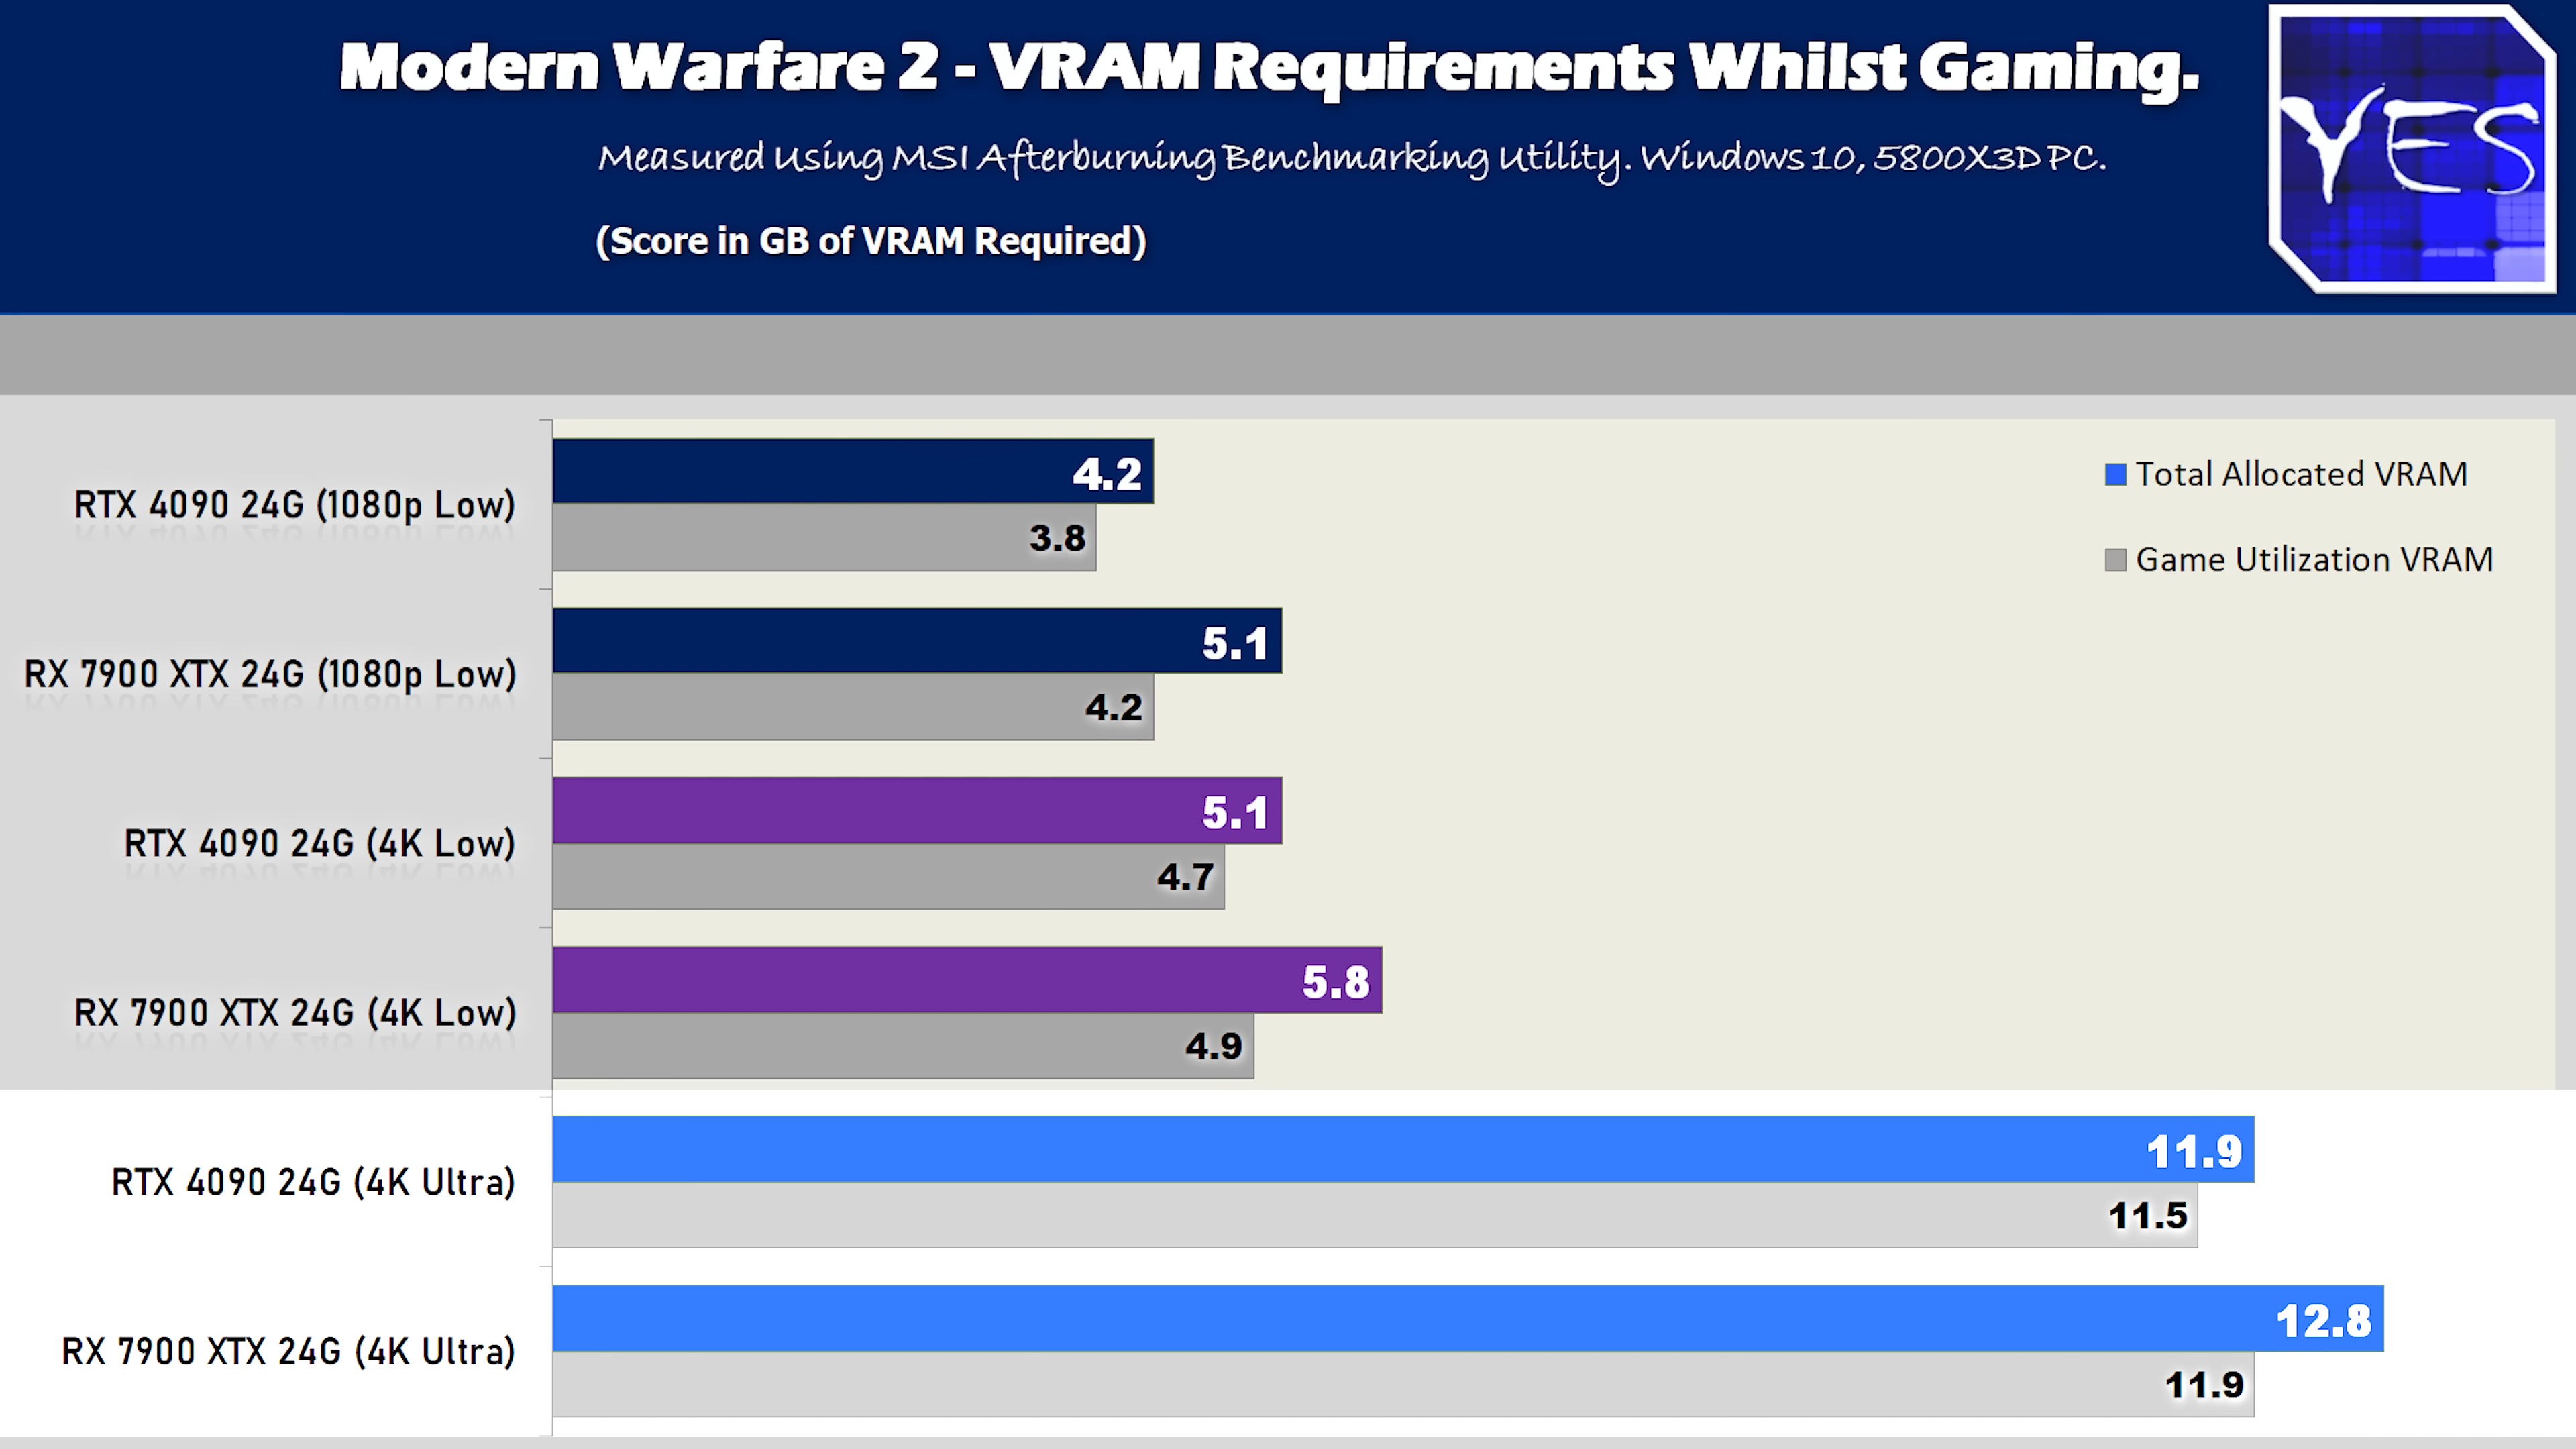 Modern Warfare 2 - VRAM Requirements Whilst Gaming.
YES
Measured Using MSI Afterburning Benchmarking Utility. Windows 10, 5800X3D PC.
(Score in GB of VRAM Required)
Total Allocated VRAM
Game Utilization VRAM
RTX 4090 24G (1080p Low)
4.2
3.8
RX 7900 XTX 24G (1080p Low)
5.1
4.2
RTX 4090 24G (4K Low)
5.1
4.7
RX 7900 XTX 24G (4K Low)
5.8
4.9
RTX 4090 24G (4K Ultra)
11.9
11.5
RX 7900 XTX 24G (4K Ultra)
12.8
11.9